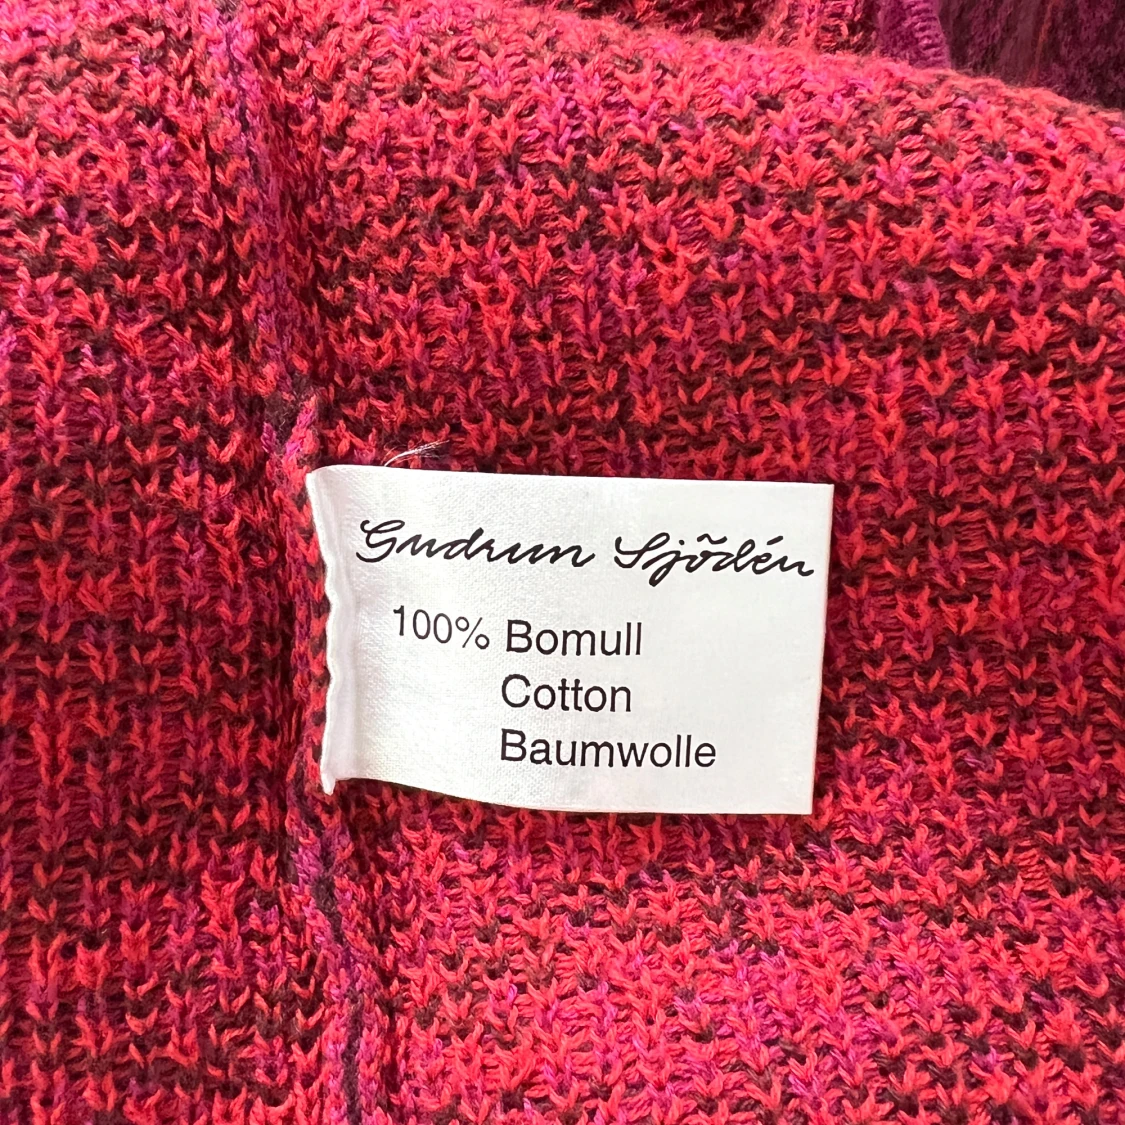 Gudrun Sjödén
100% Bomull
Cotton
Baumwolle